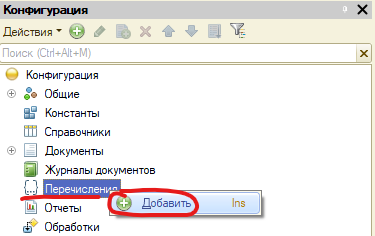 Конфигурация
Действия
Поиск (Ctrl+Alt+M)
Конфигурация
Общие
Константы
Справочники
Документы
Журналы документов
Перечисления
Добавить Ins
Отчеты
Обработки